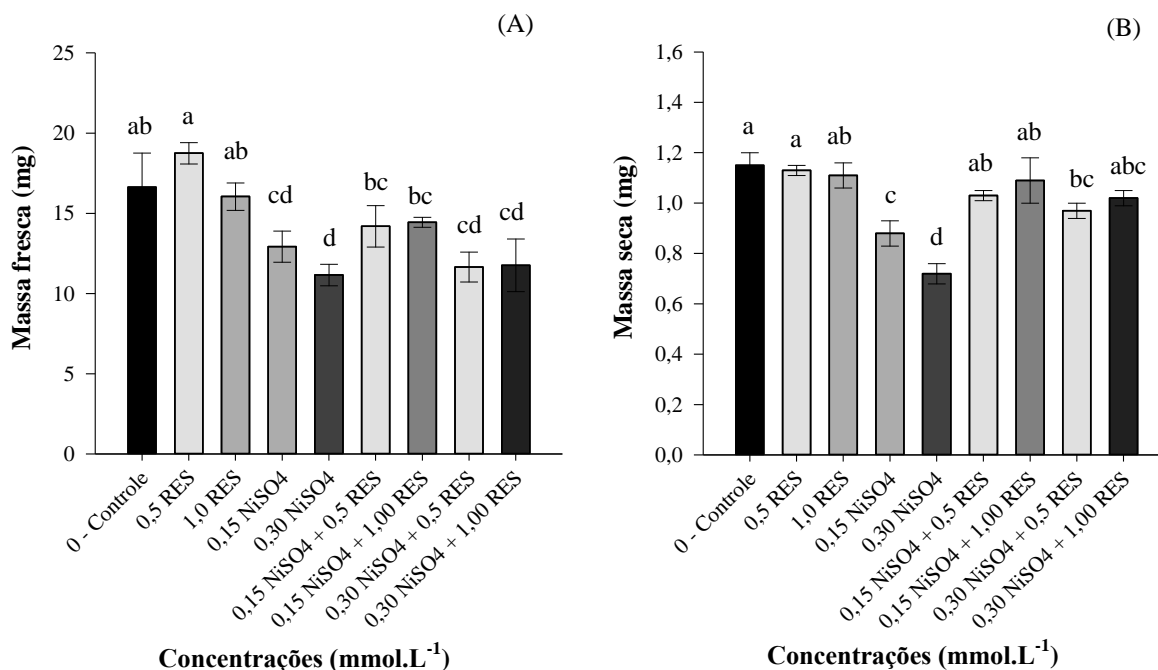 (A)
Massa fresca (mg)
25
20
15
10
5
0
ab
a
ab
cd
d
bc
bc
cd
cd
0 - Controle
0,5 RES
1,0 RES
0,15 NiSO4
0,30 NiSO4
0,15 NiSO4 + 0,5 RES
0,15 NiSO4 + 1,00 RES
0,30 NiSO4 + 0,5 RES
0,30 NiSO4 + 1,00 RES
Concentrações (mmol.L⁻¹)
(B)
Massa seca (mg)
1,6
1,4
1,2
1,0
0,8
0,6
0,4
0,2
0,0
a
a
ab
c
d
ab
ab
bc
abc
0 - Controle
0,5 RES
1,0 RES
0,15 NiSO4
0,30 NiSO4
0,15 NiSO4 + 0,5 RES
0,15 NiSO4 + 1,00 RES
0,30 NiSO4 + 0,5 RES
0,30 NiSO4 + 1,00 RES
Concentrações (mmol.L⁻¹)